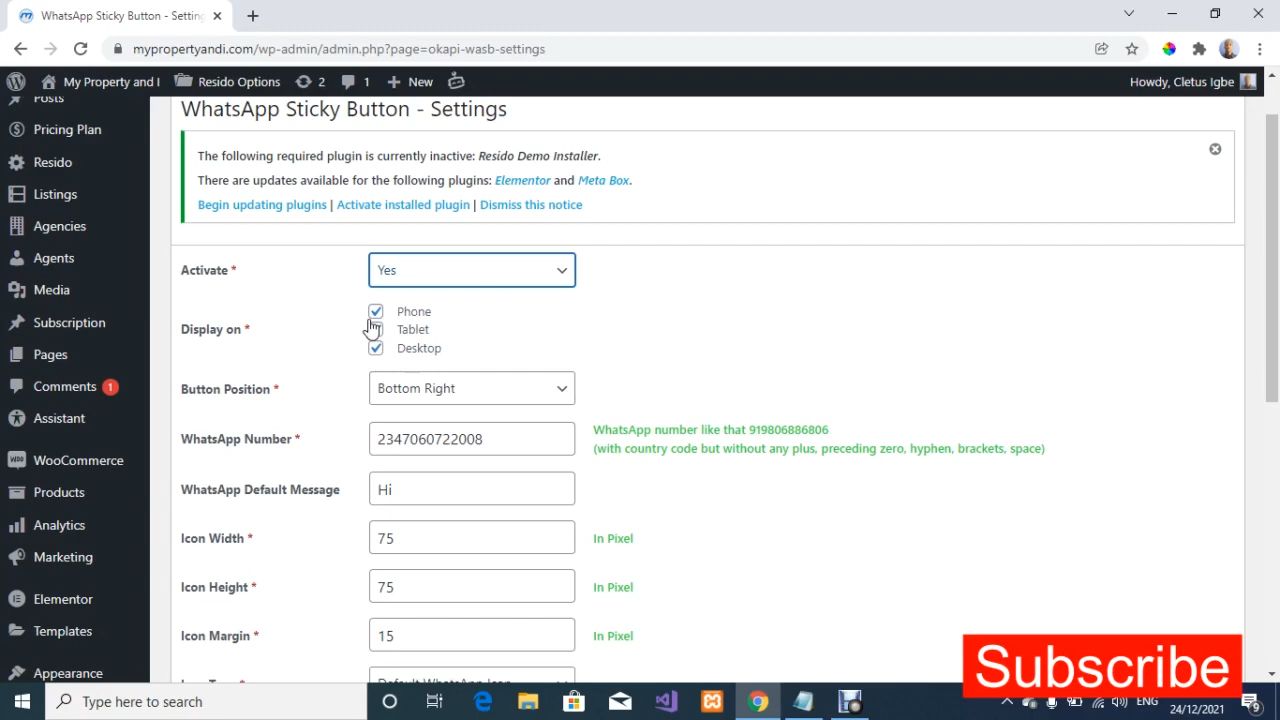 WhatsApp Sticky Button - Settin
mypropertyandi.com/wp-admin/admin.php?page=okapi-wasb-settings
My Property and I
Resido Options
2
1
New
Howdy, Cletus Igbe
Posts
Pricing Plan
Resido
Listings
Agencies
Agents
Media
Subscription
Pages
Comments 1
Assistant
WooCommerce
Products
Analytics
Marketing
Elementor
Templates
Appearance
WhatsApp Sticky Button - Settings
The following required plugin is currently inactive: Resido Demo Installer.
There are updates available for the following plugins: Elementor and Meta Box.
Begin updating plugins | Activate installed plugin | Dismiss this notice
Activate *
Yes
Display on *
Phone
Tablet
Desktop
Button Position *
Bottom Right
WhatsApp Number *
2347060722008
WhatsApp number like that 919806886806
(with country code but without any plus, preceding zero, hyphen, brackets, space)
WhatsApp Default Message
Hi
Icon Width *
75
In Pixel
Icon Height *
75
In Pixel
Icon Margin *
15
In Pixel
Subscribe
Type here to search
ENG
24/12/2021
9